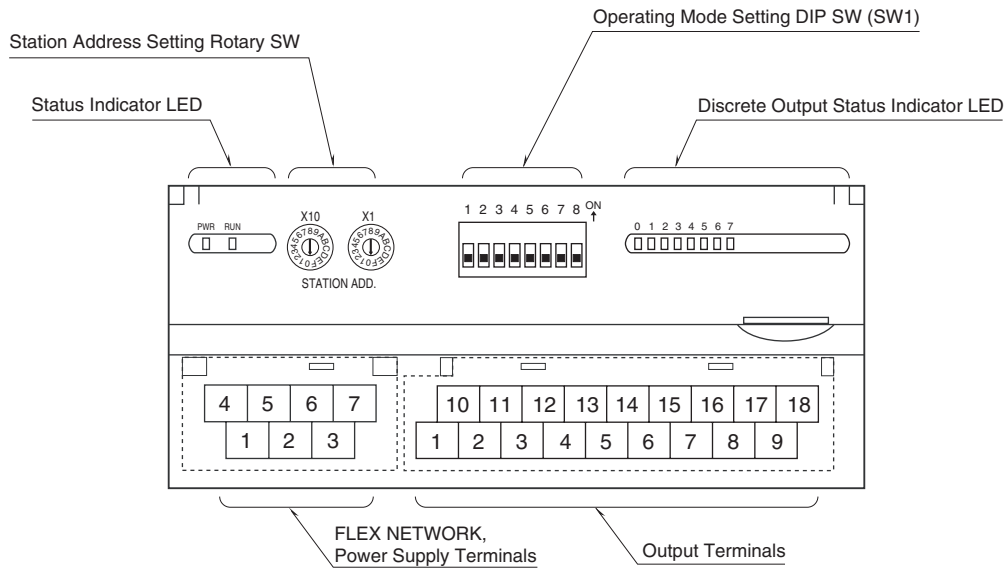 Operating Mode Setting DIP SW (SW1)
Station Address Setting Rotary SW
Status Indicator LED
Discrete Output Status Indicator LED
PWR RUN
X10 X1
0123456789ABCDEF 0123456789ABCDEF
STATION ADD.
1 2 3 4 5 6 7 8 ON
0 1 2 3 4 5 6 7
4 5 6 7
1 2 3
10 11 12 13 14 15 16 17 18
1 2 3 4 5 6 7 8 9
FLEX NETWORK,
Power Supply Terminals
Output Terminals